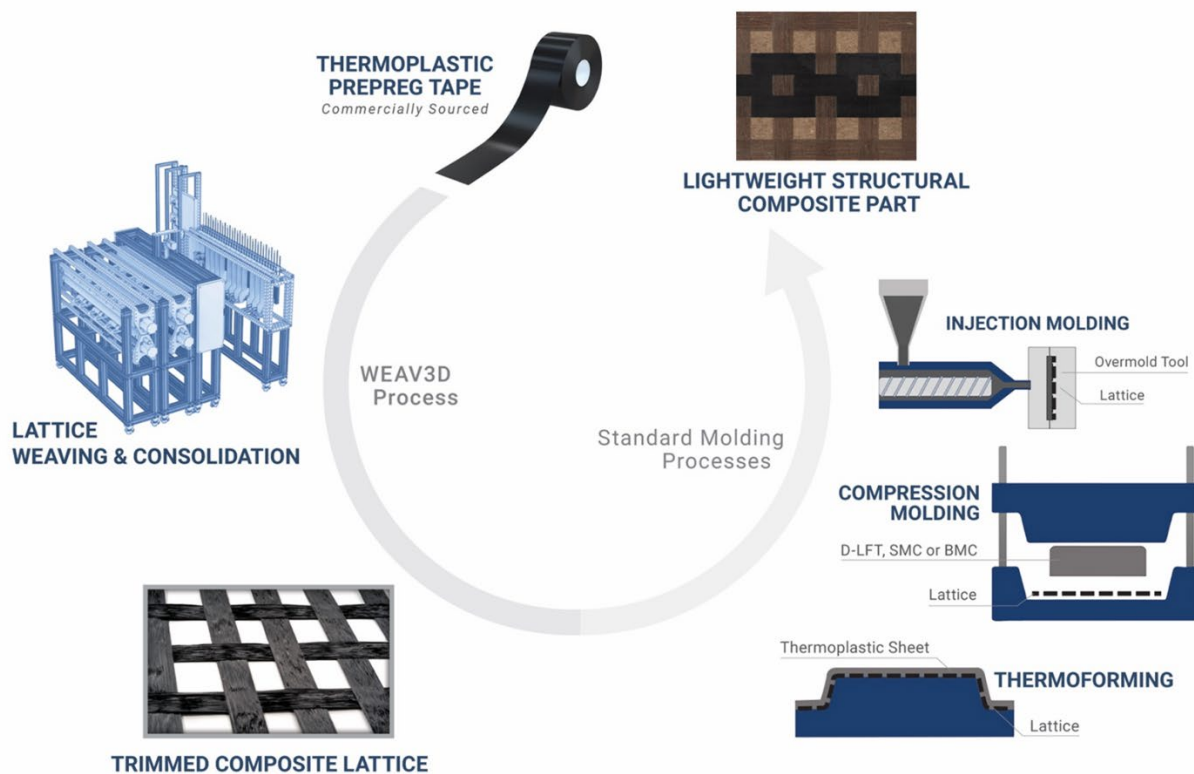 THERMOPLASTIC
PREPREG TAPE
Commercially Sourced
LIGHTWEIGHT STRUCTURAL
COMPOSITE PART
WEAV3D
Process
LATTICE
WEAVING & CONSOLIDATION
Standard Molding
Processes
INJECTION MOLDING
Overmold Tool
Lattice
COMPRESSION
MOLDING
D-LFT, SMC or BMC
Lattice
Thermoplastic Sheet
THERMOFORMING
Lattice
TRIMMED COMPOSITE LATTICE